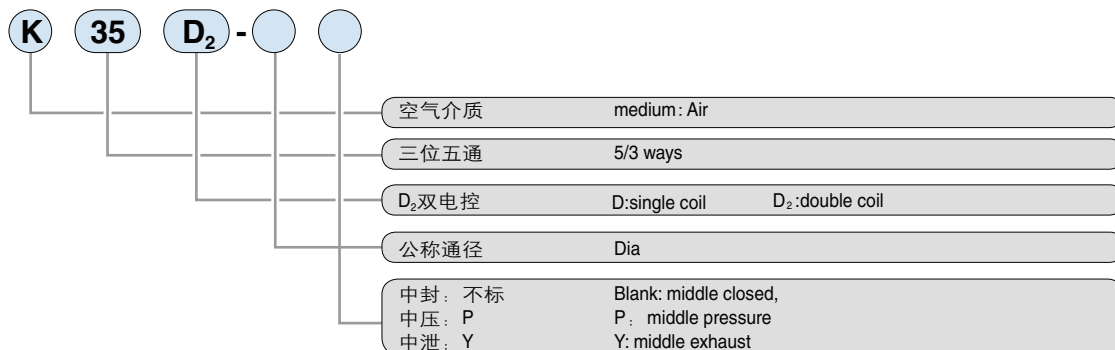 K 35 D₂ -
空气介质 medium: Air
三位五通 5/3 ways
D₂双电控 D:single coil D₂:double coil
公称通径 Dia
中封：不标 Blank: middle closed,
中压：P P：middle pressure
中泄：Y Y: middle exhaust